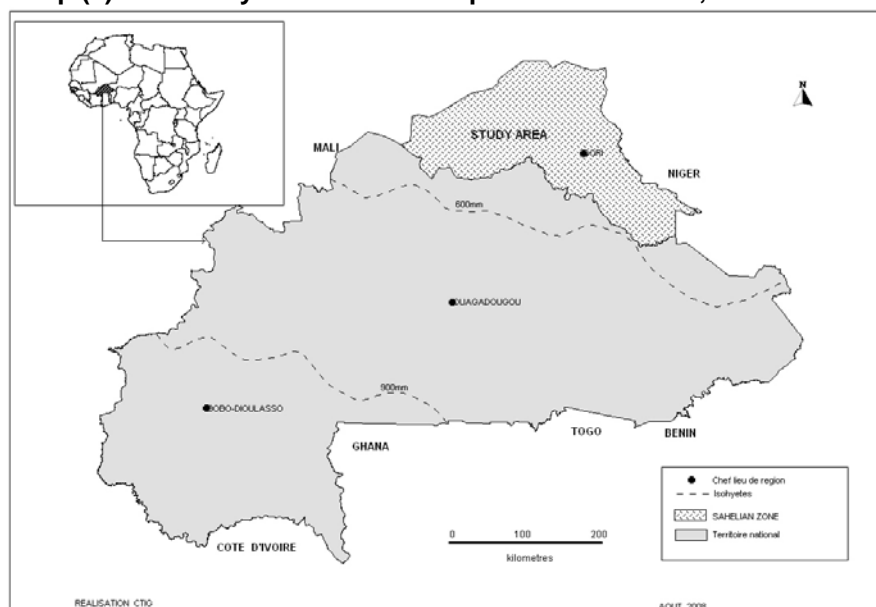 N
MALI
STUDY AREA
DORI
NIGER
600mm
OUAGADOUGOU
900mm
BOBO-DIOULASSO
GHANA
TOGO
BENIN
COTE D'IVOIRE
0 100 200
kilometres
Chef lieu de region
Isohyetes
SAHELIAN ZONE
Territoire national
REALISATION CTIG
AOUT 2008